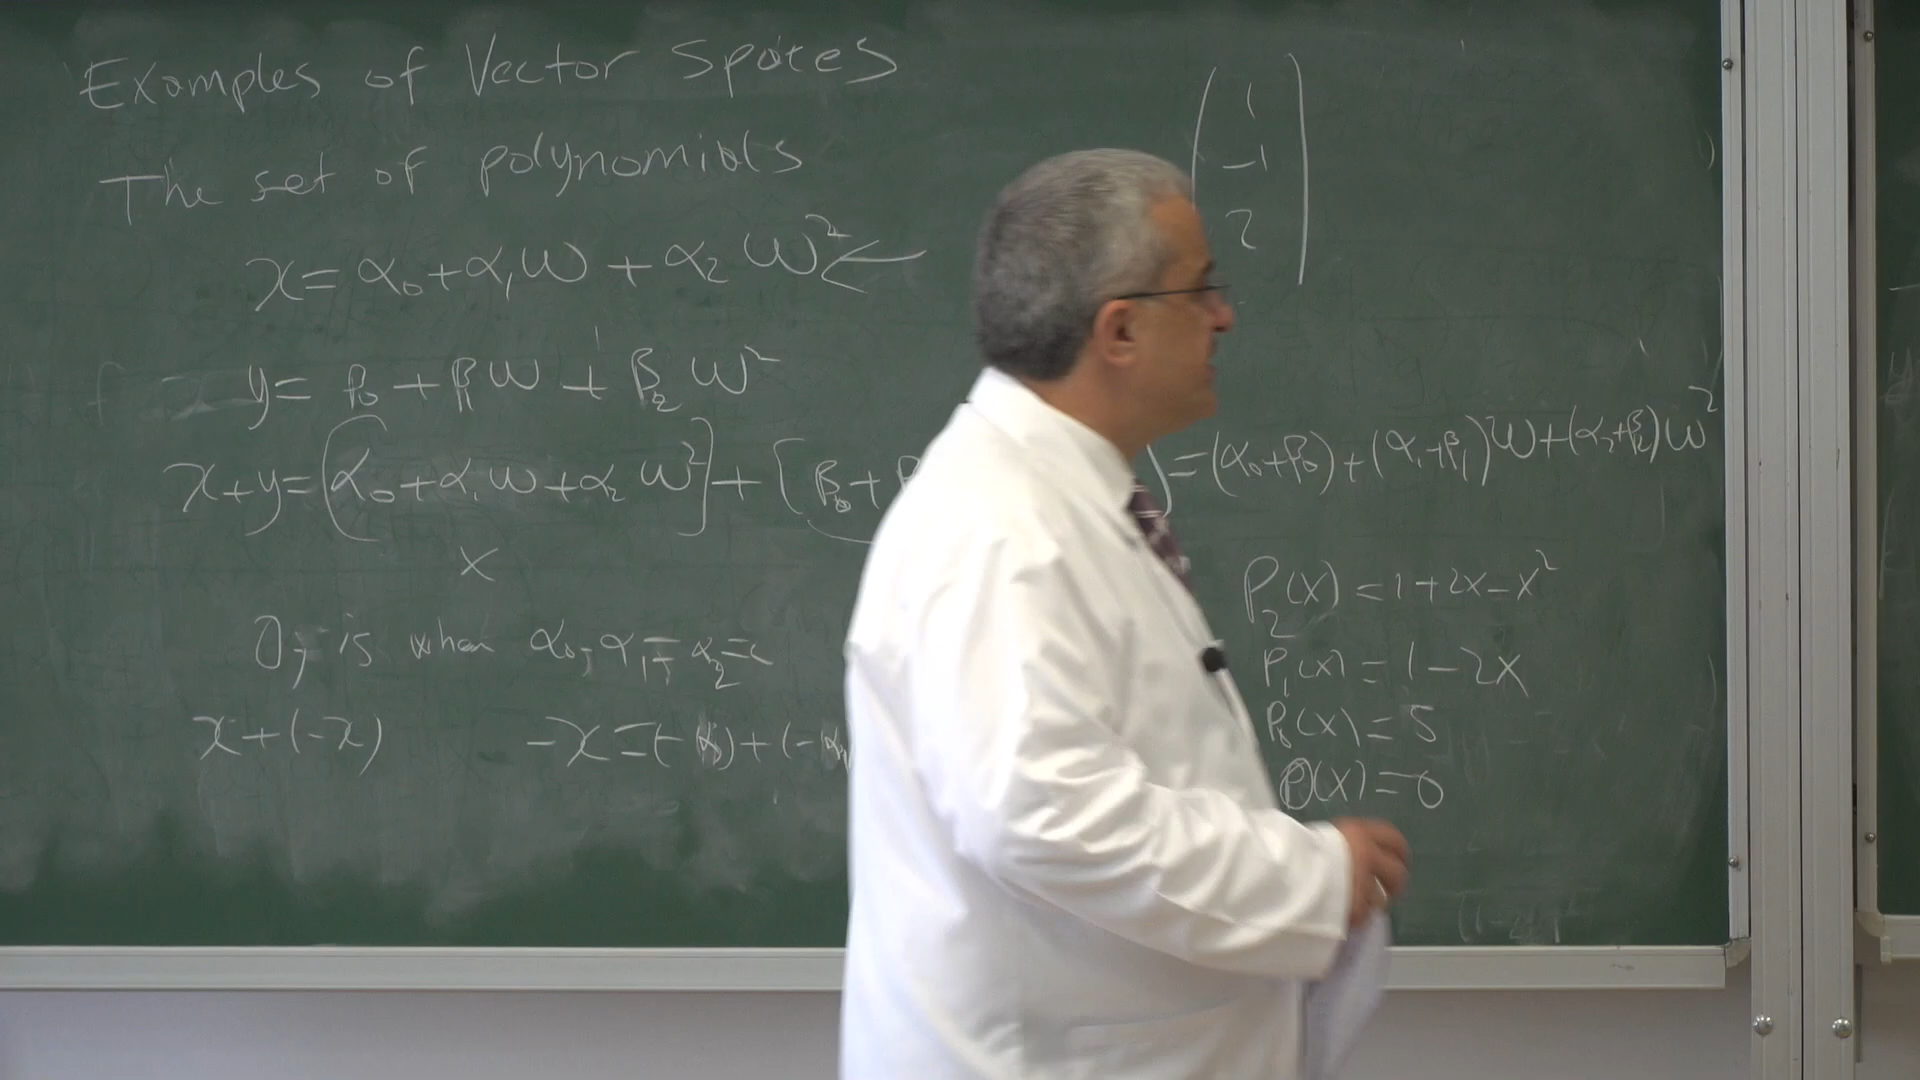 Examples of Vector Spaces
The set of polynomials
x = α₀ + α₁ω + α₂ω² ←
y = β₀ + β₁ω + β₂ω²
x + y = [α₀ + α₁ω + α₂ω²] + [β₀ + β ) = (α₀+β₀) + (α₁+β₁)ω + (α₂+β₂)ω²
x
is when α₀ = α₁ = α₂ =
x + (-x) -x = (-α₀) + (-α₁
1
-1
2
P₂(x) = 1 + 2x - x²
P₁(x) = 1 - 2x
P₀(x) = 5
P(x) = 0